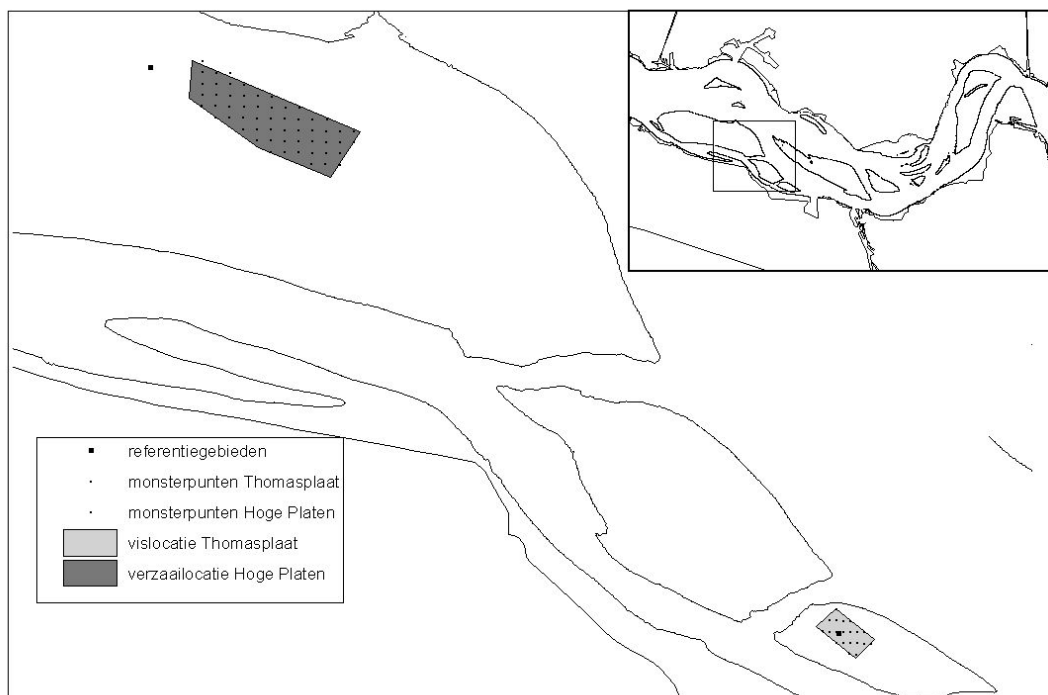 referentiegebieden
monsterpunten Thomasplaat
monsterpunten Hoge Platen
vislocatie Thomasplaat
verzaailocatie Hoge Platen